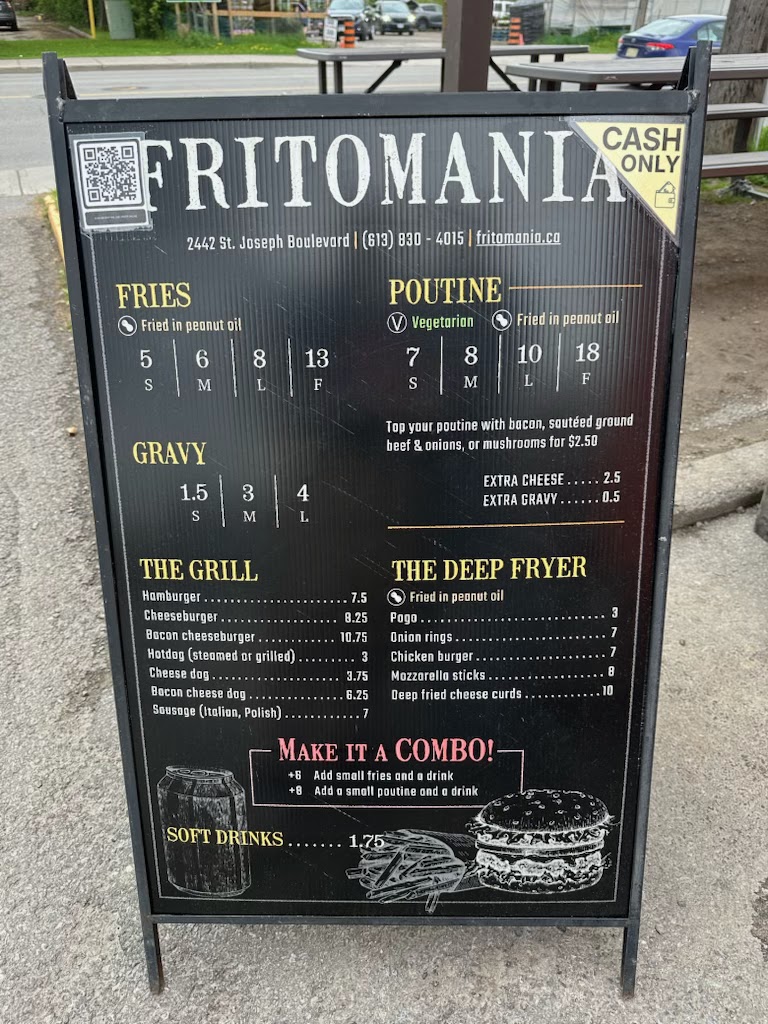 FRITOMANIA
CASH
ONLY
2442 St. Joseph Boulevard | (613) 830 - 4015 | fritomania.ca
FRIES
Fried in peanut oil
5 | 6 | 8 | 13
S | M | L | F
POUTINE
V Vegetarian Fried in peanut oil
7 | 8 | 10 | 18
S | M | L | F
Top your poutine with bacon, sautéed ground
beef & onions, or mushrooms for $2.50
EXTRA CHEESE ..... 2.5
EXTRA GRAVY ...... 0.5
GRAVY
1.5 | 3 | 4
S | M | L
THE GRILL
Hamburger ........................ 7.5
Cheeseburger ..................... 8.25
Bacon cheeseburger ............... 10.75
Hotdog (steamed or grilled) ......... 3
Cheese dog ....................... 3.75
Bacon cheese dog ................. 6.25
Sausage (Italian, Polish) ............ 7
THE DEEP FRYER
Fried in peanut oil
Pogo ............................. 3
Onion rings ...................... 7
Chicken burger ................... 7
Mozzarella sticks ................ 8
Deep fried cheese curds ............ 10
MAKE IT A COMBO!
+6 Add small fries and a drink
+8 Add a small poutine and a drink
SOFT DRINKS ....... 1.75